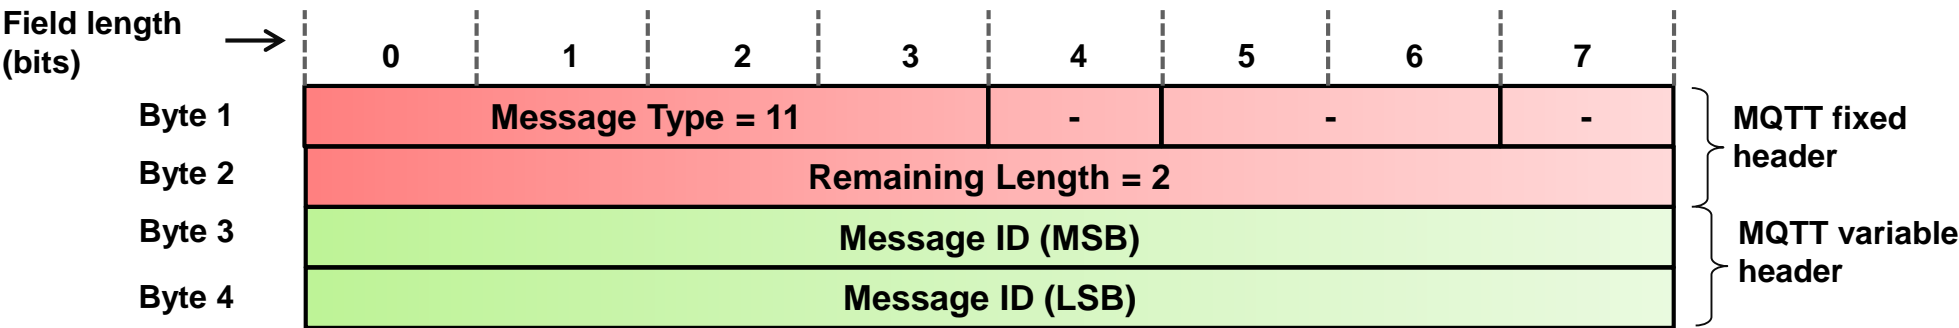 Field length
(bits)
0 1 2 3 4 5 6 7
Byte 1 Message Type = 11 - - -
MQTT fixed
header
Byte 2 Remaining Length = 2
Byte 3 Message ID (MSB)
MQTT variable
header
Byte 4 Message ID (LSB)